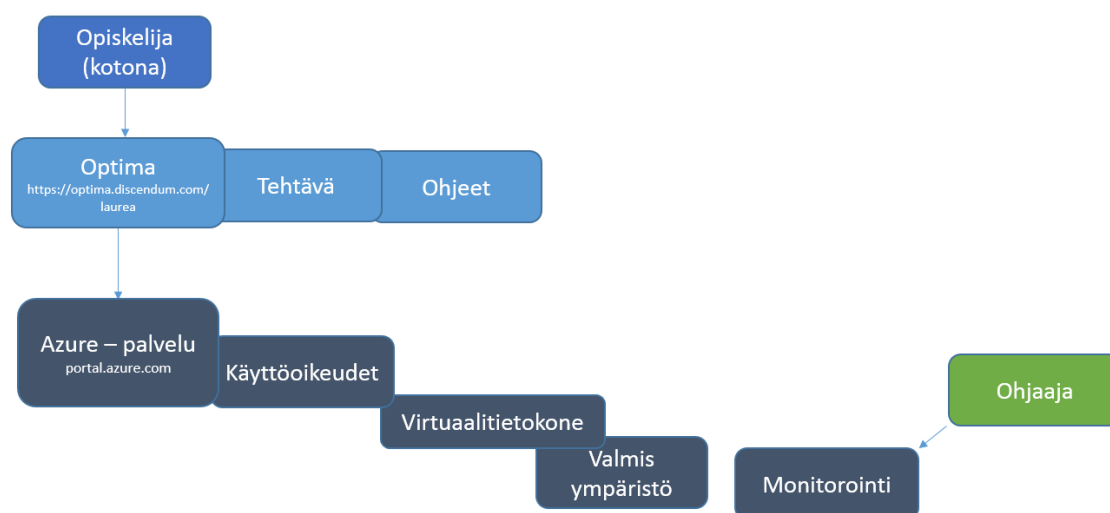 Opiskelija
(kotona)
Optima
https://optima.discendum.com/
laurea
Tehtävä
Ohjeet
Azure – palvelu
portal.azure.com
Käyttöoikeudet
Virtuaalitietokone
Valmis
ympäristö
Ohjaaja
Monitorointi